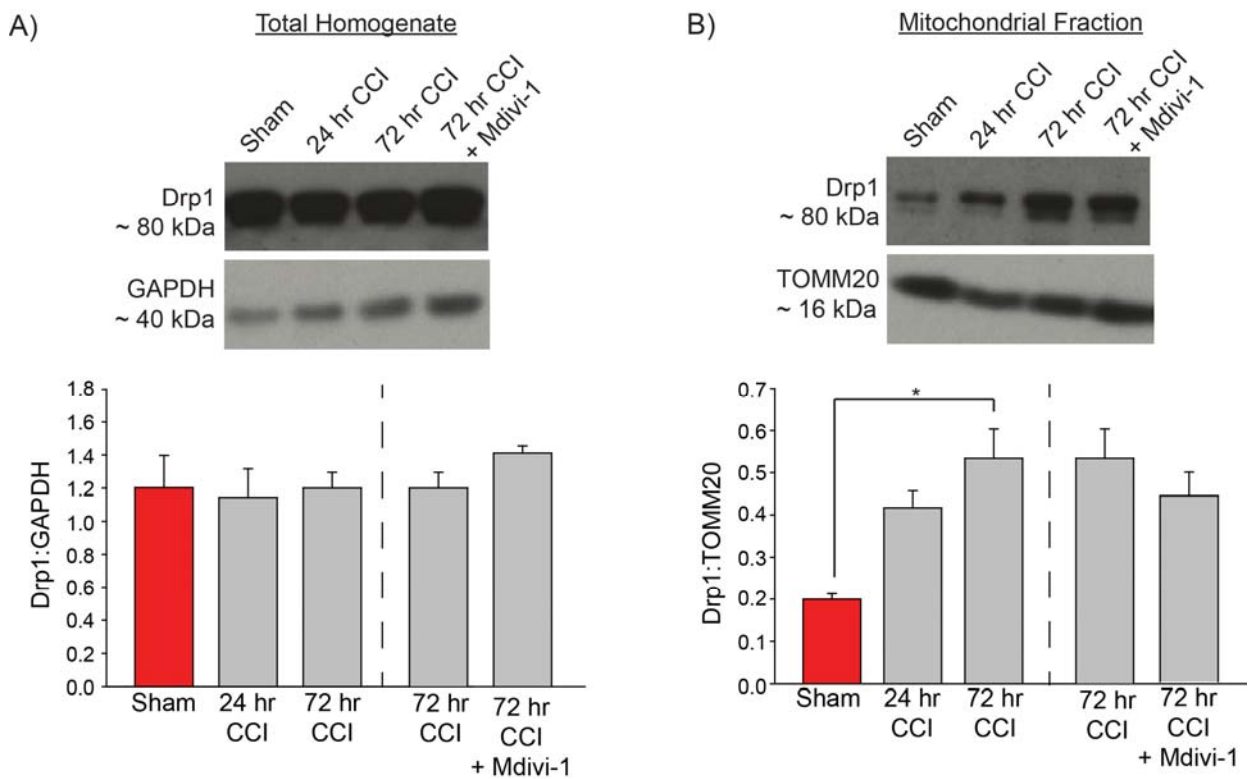 A)
Total Homogenate
Sham
24 hr CCI
72 hr CCI
72 hr CCI
+ Mdivi-1
Drp1
~ 80 kDa
GAPDH
~ 40 kDa
Drp1:GAPDH
1.8
1.6
1.4
1.2
1.0
0.8
0.6
0.4
0.2
0.0
Sham
24 hr
CCI
72 hr
CCI
72 hr
CCI
72 hr
CCI
+ Mdivi-1
B)
Mitochondrial Fraction
Sham
24 hr CCI
72 hr CCI
72 hr CCI
+ Mdivi-1
Drp1
~ 80 kDa
TOMM20
~ 16 kDa
Drp1:TOMM20
0.7
0.6
0.5
0.4
0.3
0.2
0.1
0.0
*
Sham
24 hr
CCI
72 hr
CCI
72 hr
CCI
72 hr
CCI
+ Mdivi-1